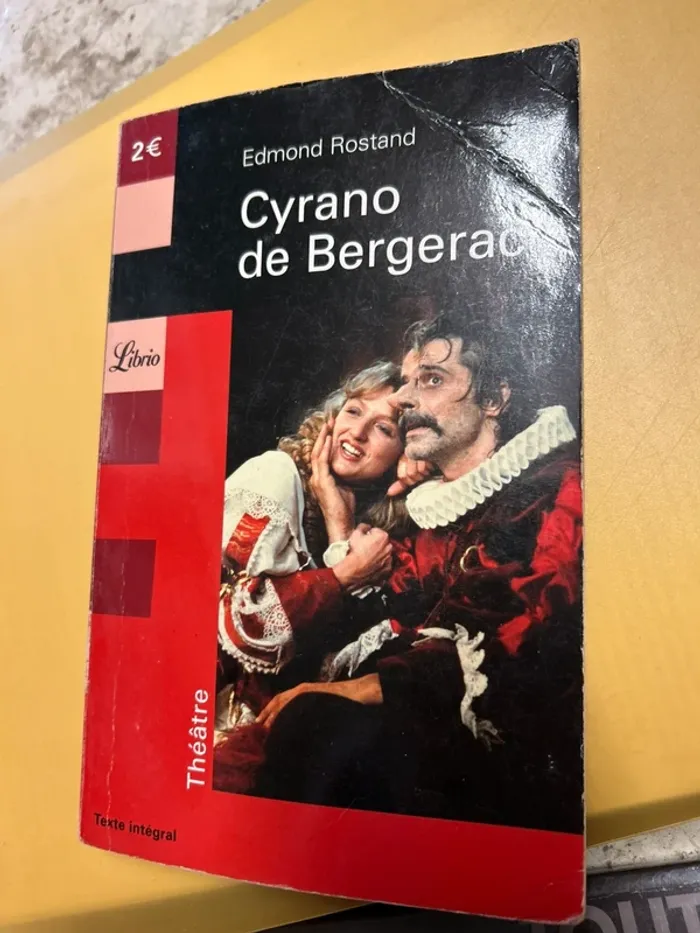 2€
Edmond Rostand
Cyrano
de Bergerac
Librio
Théâtre
Texte intégral